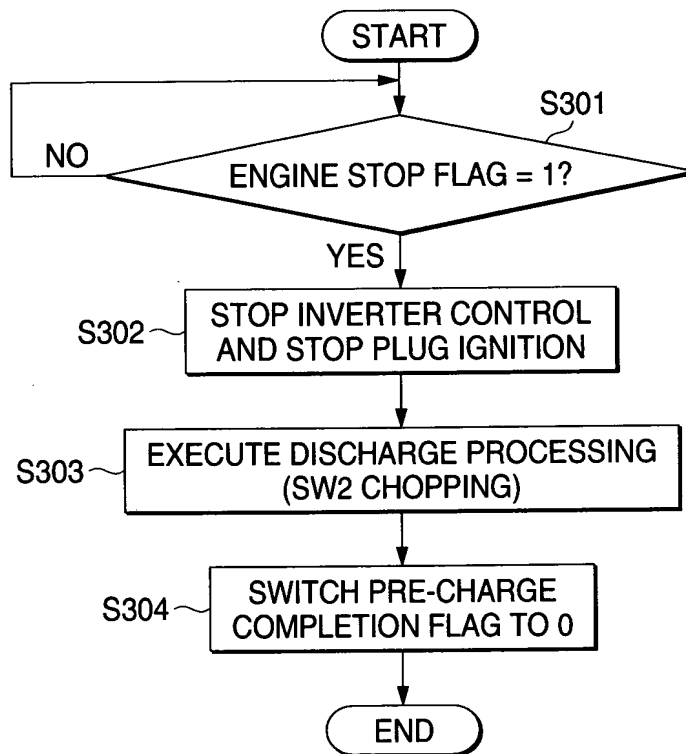 START
S301
NO
ENGINE STOP FLAG = 1?
YES
S302
STOP INVERTER CONTROL
AND STOP PLUG IGNITION
S303
EXECUTE DISCHARGE PROCESSING
(SW2 CHOPPING)
S304
SWITCH PRE-CHARGE
COMPLETION FLAG TO 0
END